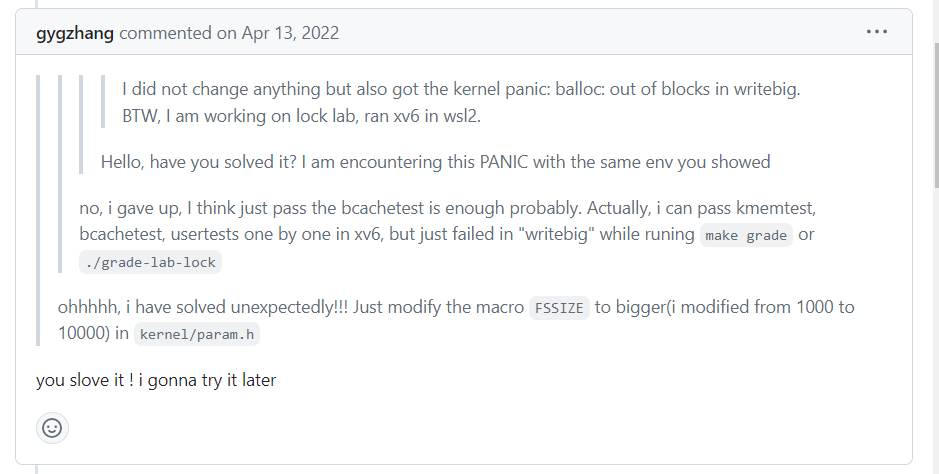 gygzhang commented on Apr 13, 2022
I did not change anything but also got the kernel panic: balloc: out of blocks in writebig.
BTW, I am working on lock lab, ran xv6 in wsl2.
Hello, have you solved it? I am encountering this PANIC with the same env you showed
no, i gave up, I think just pass the bcachetest is enough probably. Actually, i can pass kmemtest,
bcachetest, usertests one by one in xv6, but just failed in "writebig" while runing make grade or
./grade-lab-lock
ohhhhh, i have solved unexpectedly!!! Just modify the macro FSSIZE to bigger(i modified from 1000 to
10000) in kernel/param.h
you slove it ! i gonna try it later